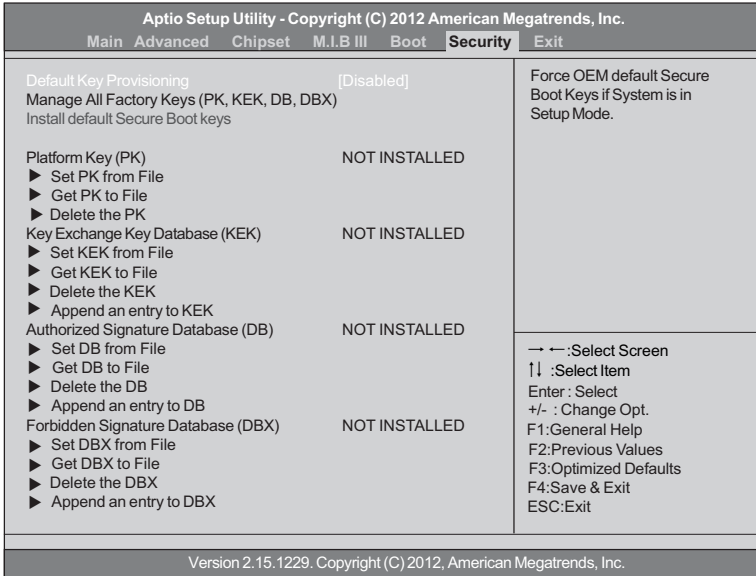 Aptio Setup Utility - Copyright (C) 2012 American Megatrends, Inc.
Main Advanced Chipset M.I.B III Boot Security Exit
Default Key Provisioning [Disabled]
Manage All Factory Keys (PK, KEK, DB, DBX)
Install default Secure Boot keys
Platform Key (PK) NOT INSTALLED
▶ Set PK from File
▶ Get PK to File
▶ Delete the PK
Key Exchange Key Database (KEK) NOT INSTALLED
▶ Set KEK from File
▶ Get KEK to File
▶ Delete the KEK
▶ Append an entry to KEK
Authorized Signature Database (DB) NOT INSTALLED
▶ Set DB from File
▶ Get DB to File
▶ Delete the DB
▶ Append an entry to DB
Forbidden Signature Database (DBX) NOT INSTALLED
▶ Set DBX from File
▶ Get DBX to File
▶ Delete the DBX
▶ Append an entry to DBX
Force OEM default Secure
Boot Keys if System is in
Setup Mode.
→ ←:Select Screen
↑↓ :Select Item
Enter : Select
+/- : Change Opt.
F1:General Help
F2:Previous Values
F3:Optimized Defaults
F4:Save & Exit
ESC:Exit
Version 2.15.1229. Copyright (C) 2012, American Megatrends, Inc.